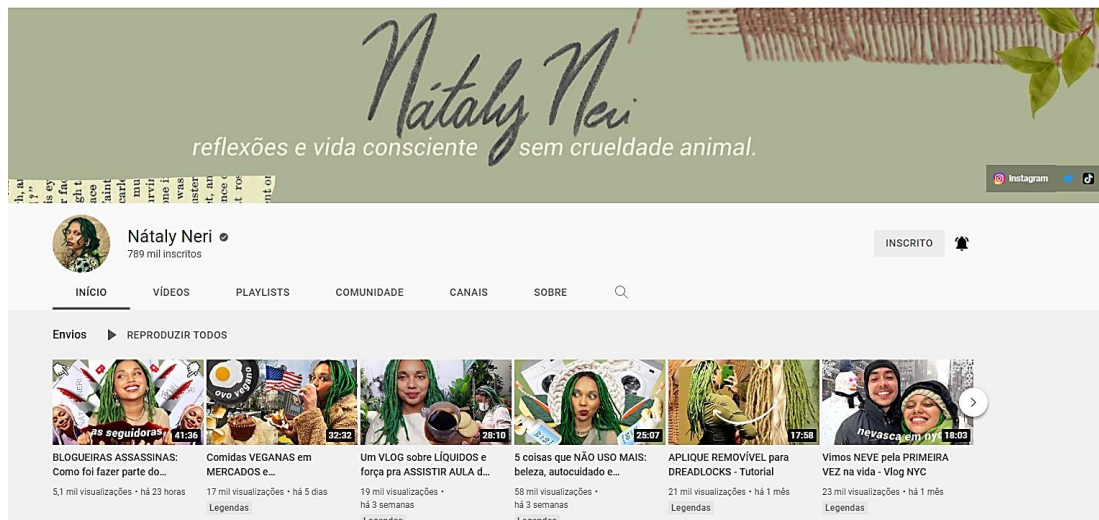 Nátaly Neri
reflexões e vida consciente sem crueldade animal.
Instagram
Nátaly Neri
789 mil inscritos
INSCRITO
INÍCIO VÍDEOS PLAYLISTS COMUNIDADE CANAIS SOBRE
Envios REPRODUZIR TODOS
as seguidoras 41:36
ovo vegano 32:32
28:10
25:07
17:58
nevasca em nyc 18:03
BLOGUEIRAS ASSASSINAS:
Como foi fazer parte do...
5,1 mil visualizações • há 23 horas
Comidas VEGANAS em
MERCADOS e...
17 mil visualizações • há 5 dias
Legendas
Um VLOG sobre LÍQUIDOS e
força pra ASSISTIR AULA d...
19 mil visualizações •
há 3 semanas
Legendas
5 coisas que NÃO USO MAIS:
beleza, autocuidado e...
58 mil visualizações •
há 3 semanas
Legendas
APLIQUE REMOVÍVEL para
DREADLOCKS - Tutorial
21 mil visualizações • há 1 mês
Legendas
Vimos NEVE pela PRIMEIRA
VEZ na vida - Vlog NYC
23 mil visualizações • há 1 mês
Legendas